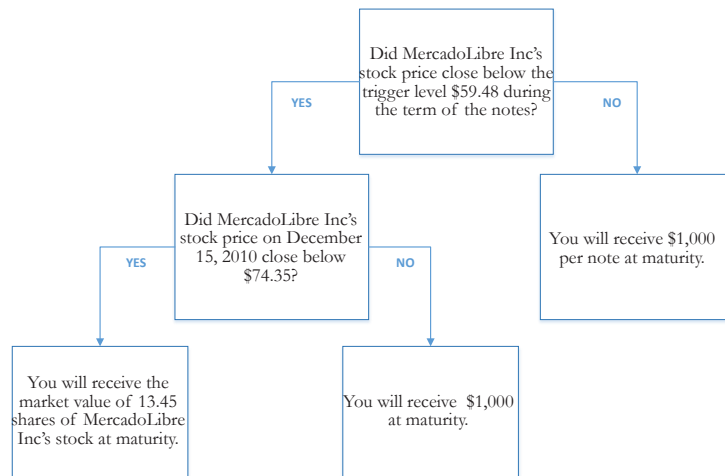 Did MercadoLibre Inc's
stock price close below the
trigger level $59.48 during
the term of the notes?
YES
NO
Did MercadoLibre Inc's
stock price on December
15, 2010 close below
$74.35?
You will receive $1,000
per note at maturity.
YES
NO
You will receive the
market value of 13.45
shares of MercadoLibre
Inc's stock at maturity.
You will receive $1,000
at maturity.